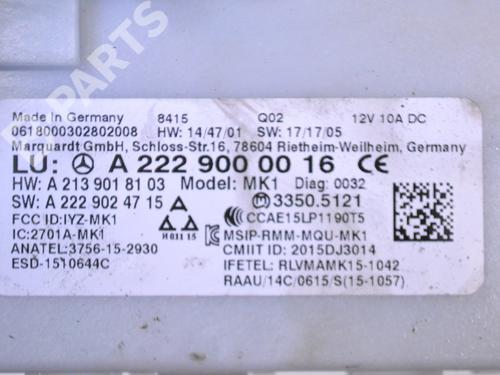 B PARTS
Made in Germany 8415 Q02 12V 10A DC
0618000302802008 HW: 14/47/01 SW: 17/17/05
Marquardt GmbH, Schloss-Str.16, 78604 Rietheim-Weilheim, Germany
LU: A 222 900 00 16 CE
HW: A 213 901 81 03 Model: MK1 Diag: 0032
SW: A 222 902 47 15 3350.5121
FCC ID:IYZ-MK1 CCAE15LP1190T5
IC:2701A-MK1 H011 15 MSIP-RMM-MQU-MK1
ANATEL:3756-15-2930 CMIIT ID: 2015DJ3014
ESD-1510644C IFETEL: RLVMAMK15-1042
RAAU/14C/0615/S(15-1057)